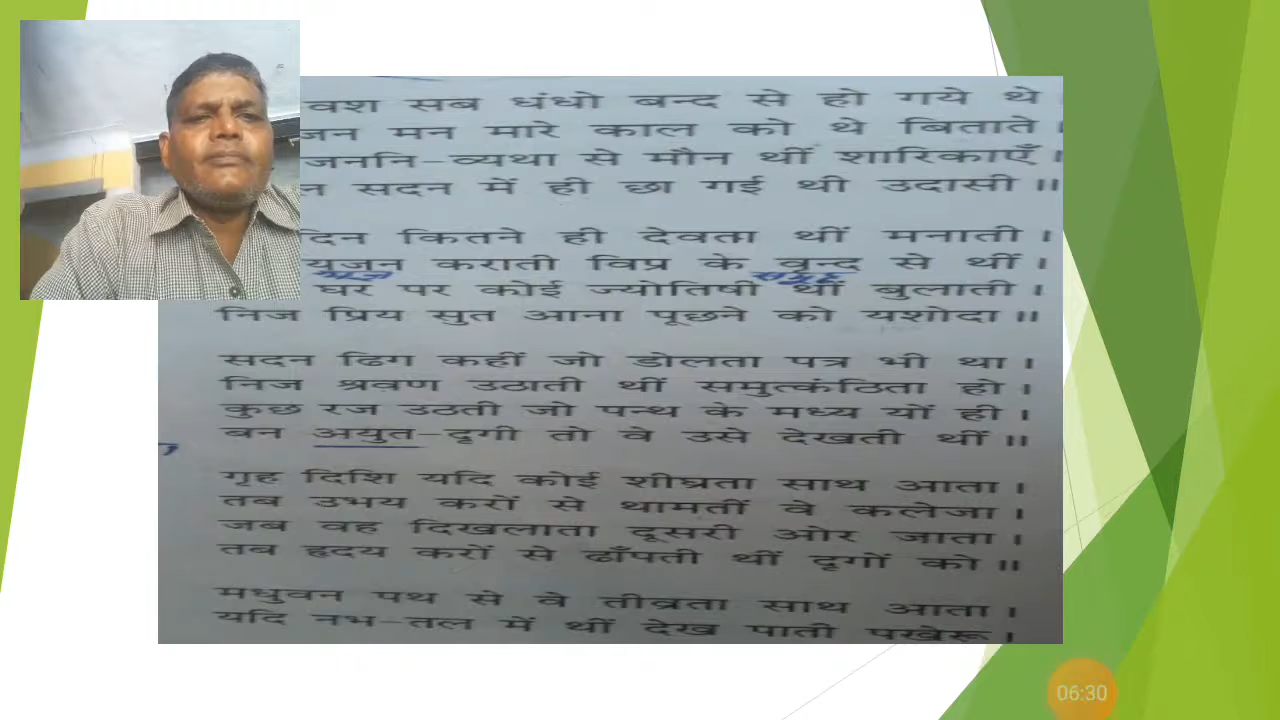 वश सब धंधो बन्द से हो गये थे।
जन मन मारे काल को थे बिताते।
जननि-व्यथा से मौन थीं शारिकाएँ।
न सदन में ही छा गई थी उदासी॥
दिन कितने ही देवता थीं मनाती।
यजन कराती विप्र के वृन्द से थीं।
घर पर कोई ज्योतिषी थीं बुलाती।
निज प्रिय सुत आना पूछने को यशोदा॥
सदन ढिग कहीं जो डोलता पत्र भी था।
निज श्रवण उठाती थीं समुत्कंठिता हो।
कुछ रज उठती जो पन्थ के मध्य यों ही।
बन अयुत-दृगी तो वे उसे देखती थीं॥
गृह दिशि यदि कोई शीघ्रता साथ आता।
तब उभय करों से थामतीं वे कलेजा।
जब वह दिखलाता दूसरी ओर जाता।
तब हृदय करों से ढाँपती थीं दृगों को॥
मधुवन पथ से वे तीव्रता साथ आता।
यदि नभ-तल में थीं देख पाती पखेरू।
06:30